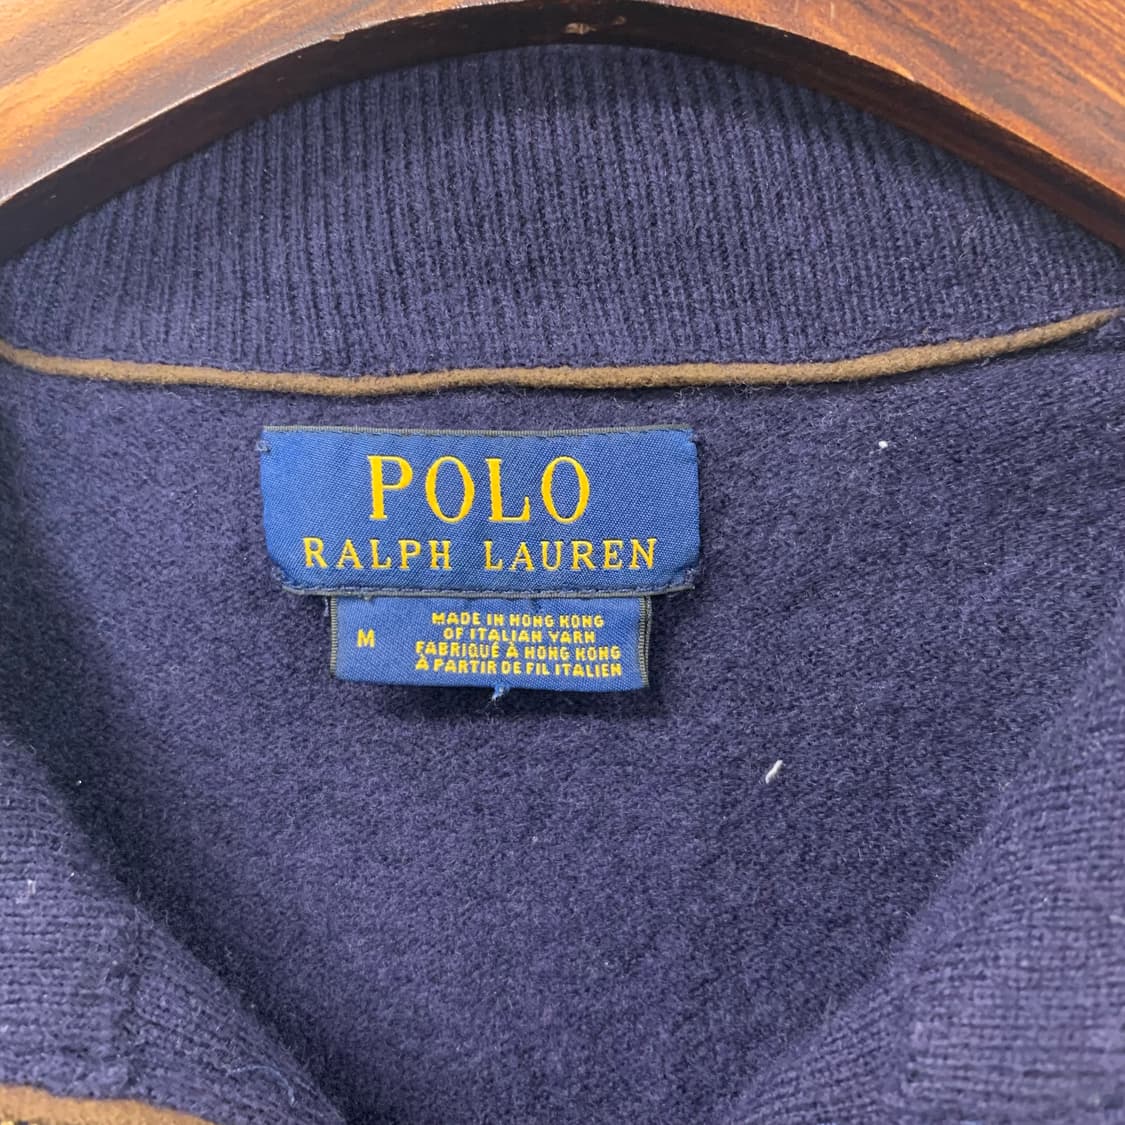 POLO
RALPH LAUREN
M
MADE IN HONG KONG
OF ITALIAN YARN
FABRIQUÉ À HONG KONG
À PARTIR DE FIL ITALIEN